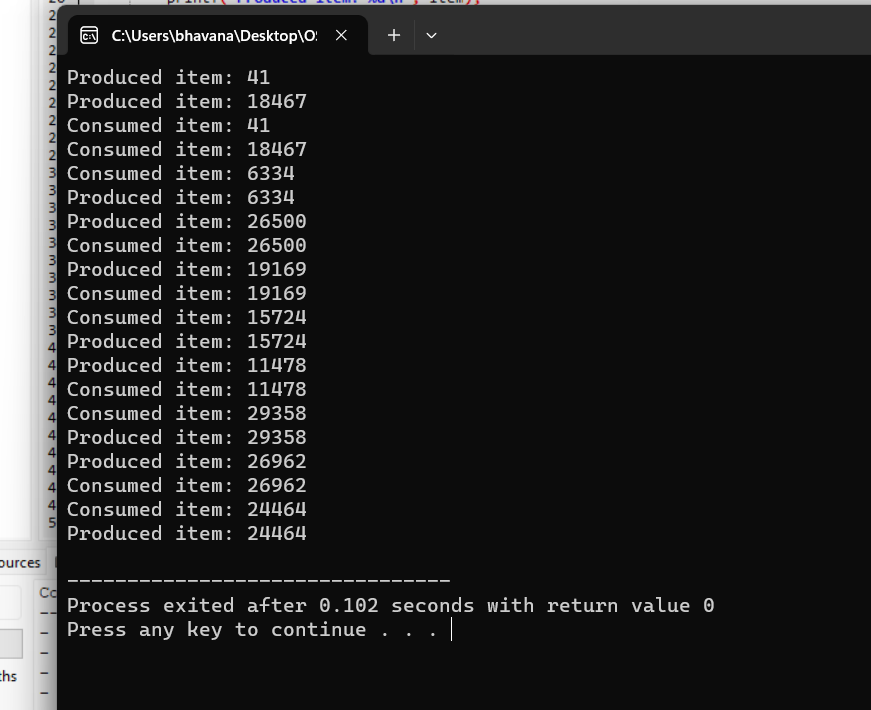 printf("Produced item: %d\n", item);
C:\Users\bhavana\Desktop\O
Produced item: 41
Produced item: 18467
Consumed item: 41
Consumed item: 18467
Consumed item: 6334
Produced item: 6334
Produced item: 26500
Consumed item: 26500
Produced item: 19169
Consumed item: 19169
Consumed item: 15724
Produced item: 15724
Produced item: 11478
Consumed item: 11478
Consumed item: 29358
Produced item: 29358
Produced item: 26962
Consumed item: 26962
Consumed item: 24464
Produced item: 24464
--------------------------------
Process exited after 0.102 seconds with return value 0
Press any key to continue . . .
ources
ths